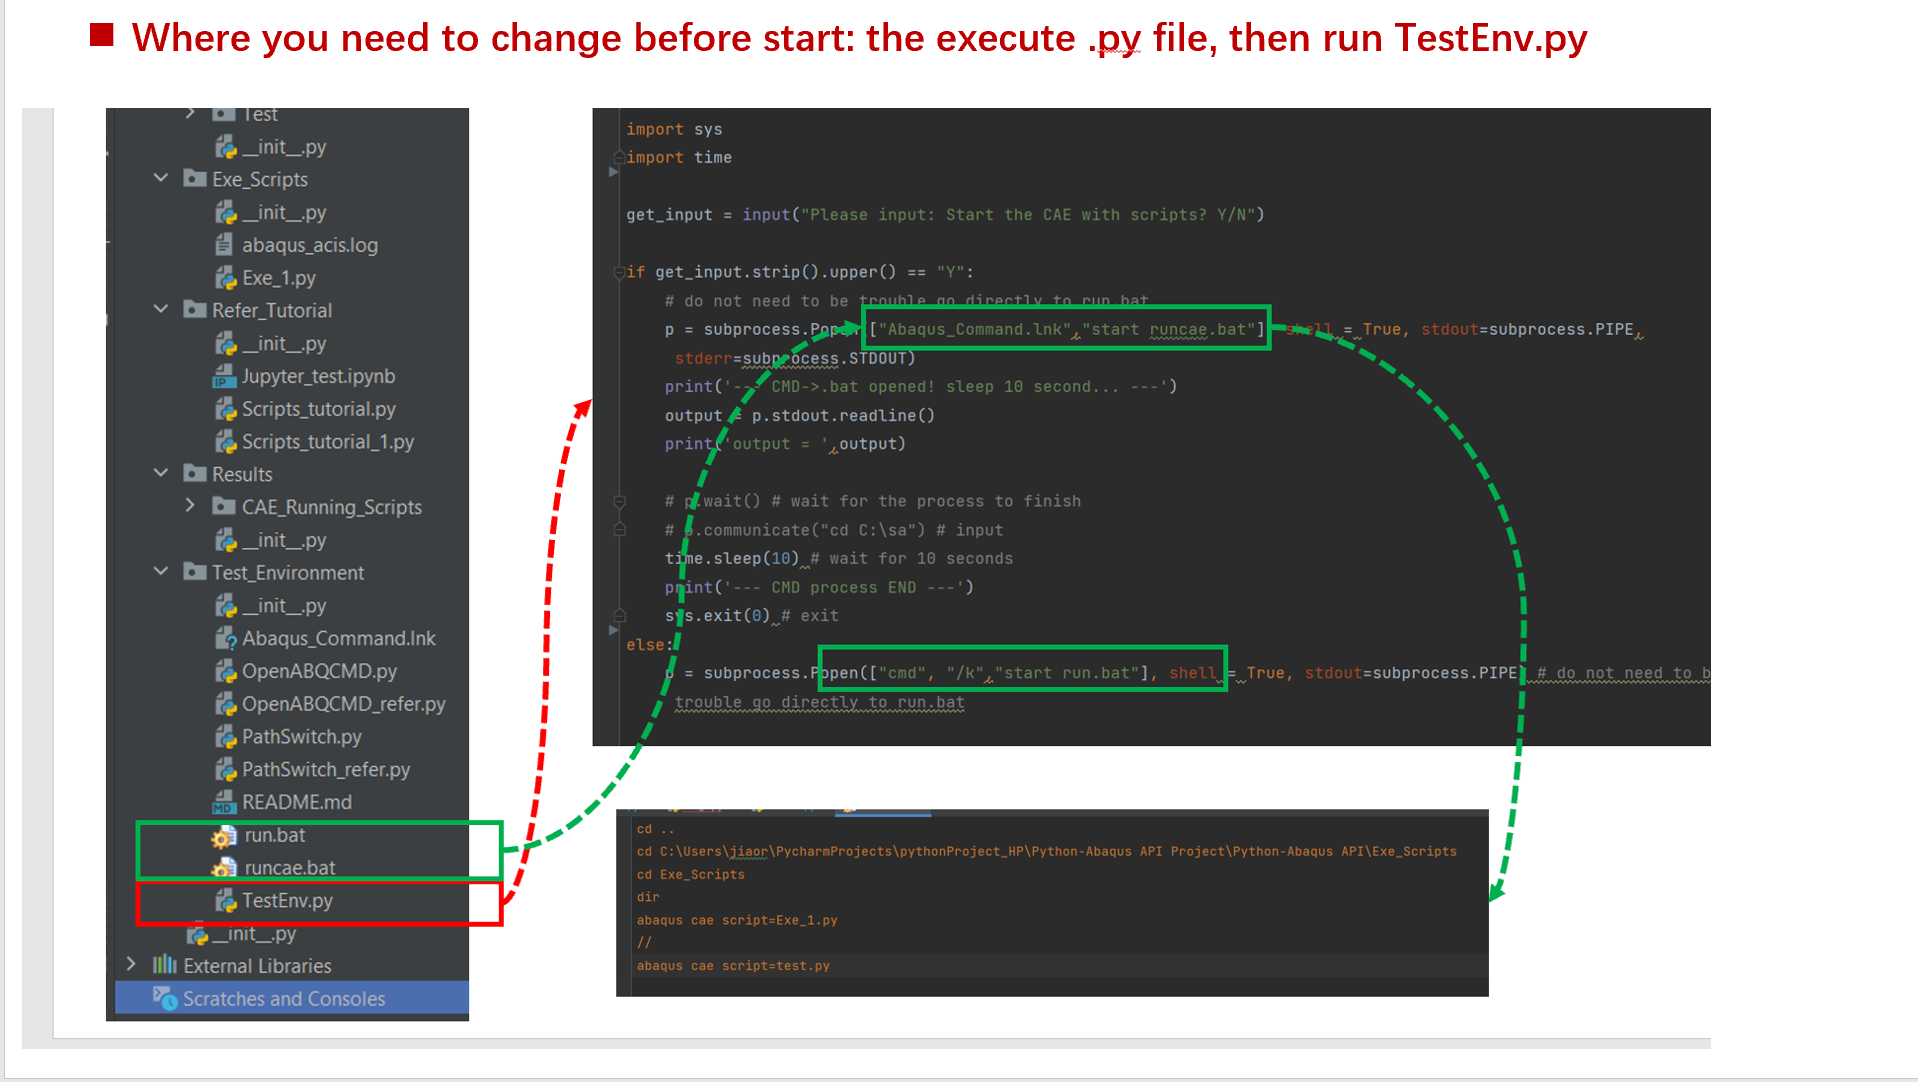 ■ Where you need to change before start: the execute .py file, then run TestEnv.py
Test
__init__.py
Exe_Scripts
__init__.py
abaqus_acis.log
Exe_1.py
Refer_Tutorial
__init__.py
Jupyter_test.ipynb
Scripts_tutorial.py
Scripts_tutorial_1.py
Results
CAE_Running_Scripts
__init__.py
Test_Environment
__init__.py
Abaqus_Command.lnk
OpenABQCMD.py
OpenABQCMD_refer.py
PathSwitch.py
PathSwitch_refer.py
README.md
run.bat
runcae.bat
TestEnv.py
__init__.py
External Libraries
Scratches and Consoles
import sys
import time
get_input = input("Please input: Start the CAE with scripts? Y/N")
if get_input.strip().upper() == "Y":
# do not need to be trouble go directly to run.bat
p = subprocess.Popen(["Abaqus_Command.lnk","start runcae.bat"], shell = True, stdout=subprocess.PIPE,
stderr=subprocess.STDOUT)
print('--- CMD->.bat opened! sleep 10 second... ---')
output = p.stdout.readline()
print('output = ',output)
# p.wait() # wait for the process to finish
# p.communicate("cd C:\sa") # input
time.sleep(10) # wait for 10 seconds
print('--- CMD process END ---')
sys.exit(0) # exit
else:
p = subprocess.Popen(["cmd", "/k","start run.bat"], shell = True, stdout=subprocess.PIPE) # do not need to b
trouble go directly to run.bat
cd ..
cd C:\Users\jiaor\PycharmProjects\pythonProject_HP\Python-Abaqus API Project\Python-Abaqus API\Exe_Scripts
cd Exe_Scripts
dir
abaqus cae script=Exe_1.py
//
abaqus cae script=test.py